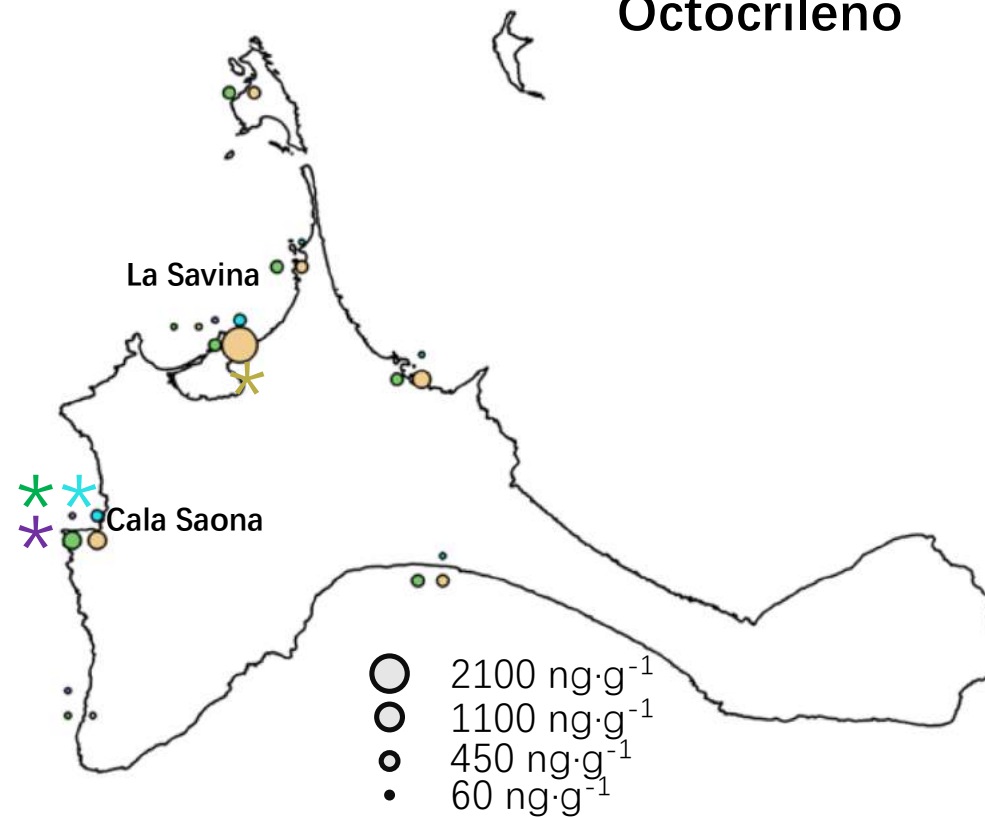 Octocrileno
La Savina
Cala Saona
2100 ng·g⁻¹
1100 ng·g⁻¹
450 ng·g⁻¹
60 ng·g⁻¹